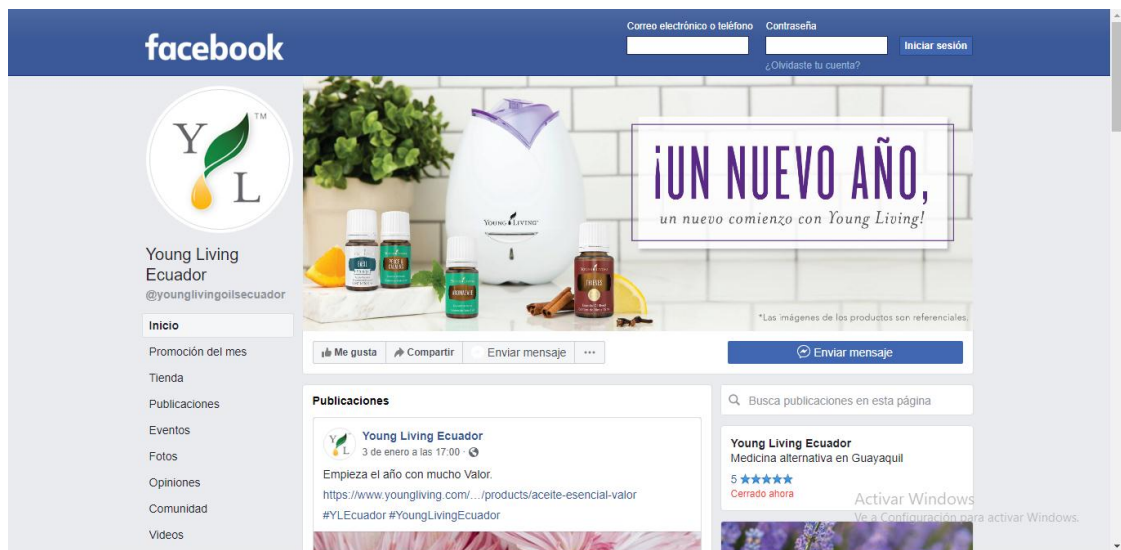 facebook
Correo electrónico o teléfono
Contraseña
Iniciar sesión
¿Olvidaste tu cuenta?
Y L TM
Young Living
Ecuador
@younglivingoilsecuador
Inicio
Promoción del mes
Tienda
Publicaciones
Eventos
Fotos
Opiniones
Comunidad
Videos
YOUNG LIVING
THIEVES
¡UN NUEVO AÑO,
un nuevo comienzo con Young Living!
*Las imágenes de los productos son referenciales.
Me gusta
Compartir
Enviar mensaje
...
Enviar mensaje
Publicaciones
Young Living Ecuador
3 de enero a las 17:00 ·
Empieza el año con mucho Valor.
https://www.youngliving.com/.../products/aceite-esencial-valor
#YLEcuador #YoungLivingEcuador
Busca publicaciones en esta página
Young Living Ecuador
Medicina alternativa en Guayaquil
5 ★★★★★
Cerrado ahora
Activar Windows
Ve a Configuración para activar Windows.